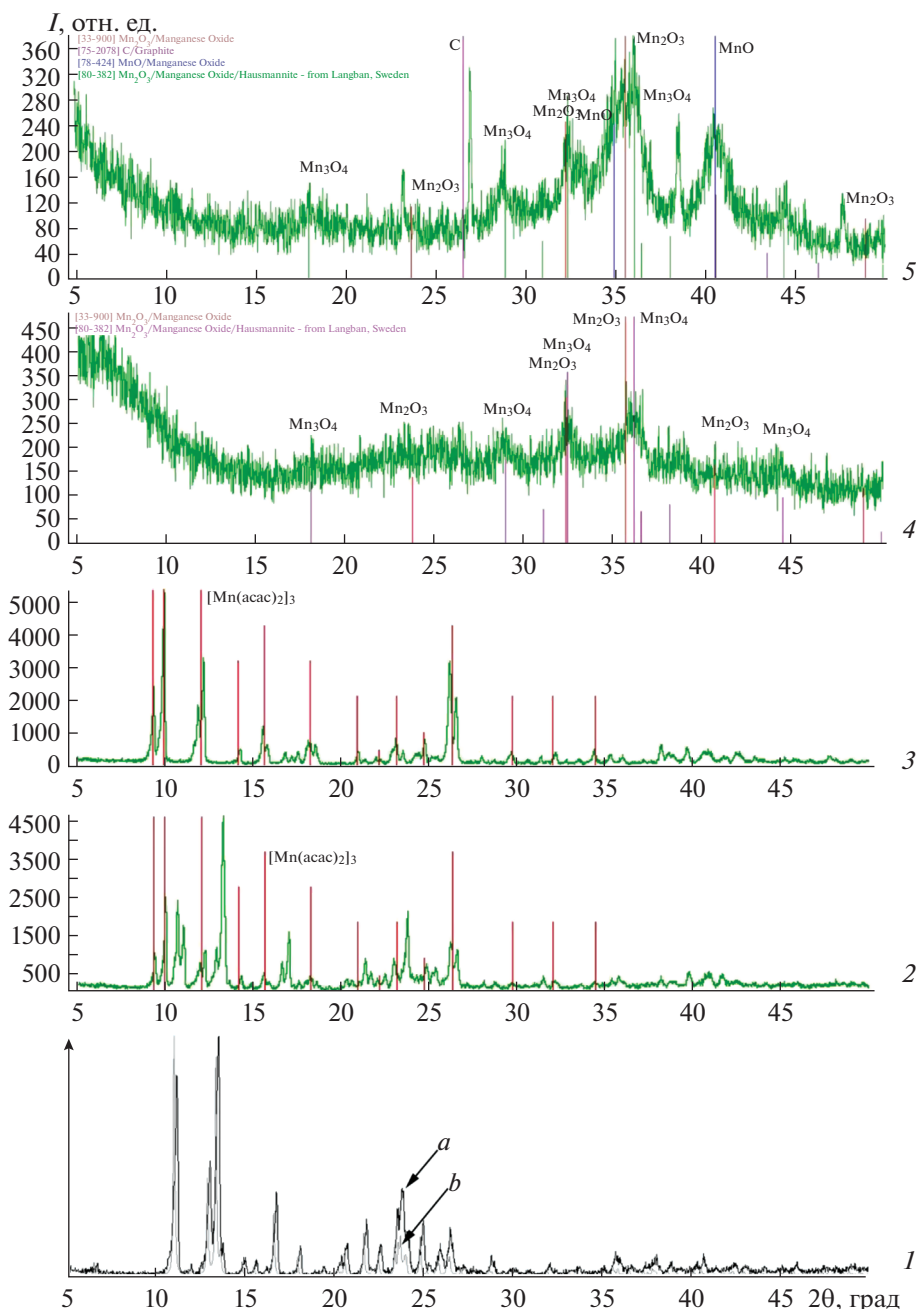 I, отн. ед.
[33-900] Mn2O3/Manganese Oxide
[75-2078] C/Graphite
[78-424] MnO/Manganese Oxide
[80-382] Mn2O3/Manganese Oxide/Hausmannite - from Langban, Sweden
360
320
280
240
200
160
120
80
40
0
C
Mn2O3
MnO
Mn3O4
Mn3O4
Mn2O3
MnO
Mn3O4
Mn3O4
Mn2O3
Mn2O3
5 10 15 20 25 30 35 40 45
5
[33-900] Mn2O3/Manganese Oxide
[80-382] Mn2O3/Manganese Oxide/Hausmannite - from Langban, Sweden
450
400
350
300
250
200
150
100
50
0
Mn2O3
Mn3O4
Mn3O4
Mn2O3
Mn3O4
Mn2O3
Mn3O4
Mn2O3
Mn3O4
5 10 15 20 25 30 35 40 45
4
5000
4000
3000
2000
1000
0
[Mn(acac)2]3
5 10 15 20 25 30 35 40 45
3
4500
3500
2500
1500
500
[Mn(acac)2]3
5 10 15 20 25 30 35 40 45
2
a
b
1
5 10 15 20 25 30 35 40 45 2θ, град